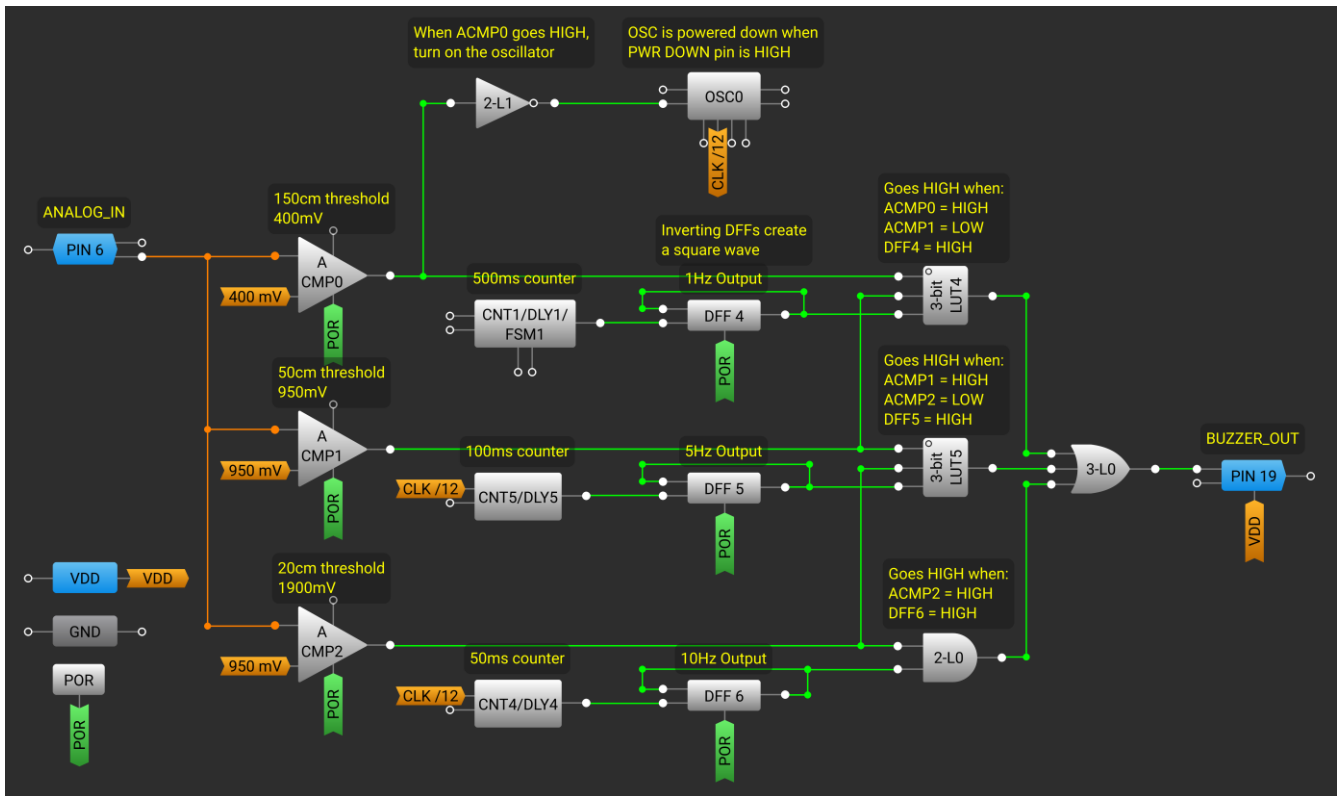 When ACMP0 goes HIGH,
turn on the oscillator
OSC is powered down when
PWR DOWN pin is HIGH
2-L1
OSC0
CLK /12
ANALOG_IN
PIN 6
150cm threshold
400mV
A
CMP0
400 mV
POR
500ms counter
CNT1/DLY1/
FSM1
Inverting DFFs create
a square wave
1Hz Output
DFF 4
POR
Goes HIGH when:
ACMP0 = HIGH
ACMP1 = LOW
DFF4 = HIGH
3-bit
LUT4
50cm threshold
950mV
A
CMP1
950 mV
POR
100ms counter
CLK /12
CNT5/DLY5
5Hz Output
DFF 5
POR
Goes HIGH when:
ACMP1 = HIGH
ACMP2 = LOW
DFF5 = HIGH
3-bit
LUT5
3-L0
BUZZER_OUT
PIN 19
VDD
VDD
VDD
GND
POR
POR
20cm threshold
1900mV
A
CMP2
950 mV
POR
50ms counter
CLK /12
CNT4/DLY4
10Hz Output
DFF 6
POR
Goes HIGH when:
ACMP2 = HIGH
DFF6 = HIGH
2-L0